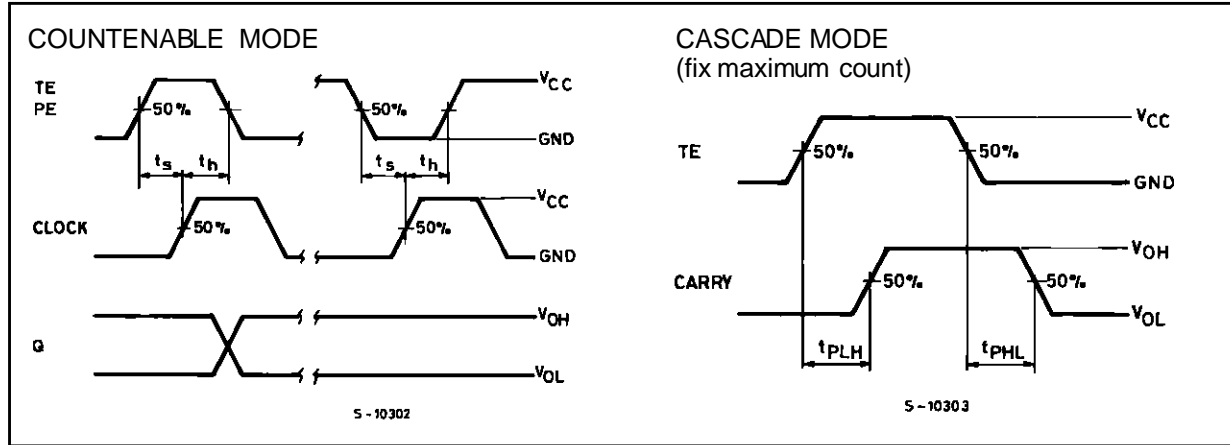 COUNTENABLE MODE
TE
PE
50%
50%
VCC
GND
ts
th
ts
th
CLOCK
50%
50%
VCC
GND
Q
VOH
VOL
S-10302
CASCADE MODE
(fix maximum count)
TE
50%
50%
VCC
GND
CARRY
50%
50%
VOH
VOL
tPLH
tPHL
S-10303